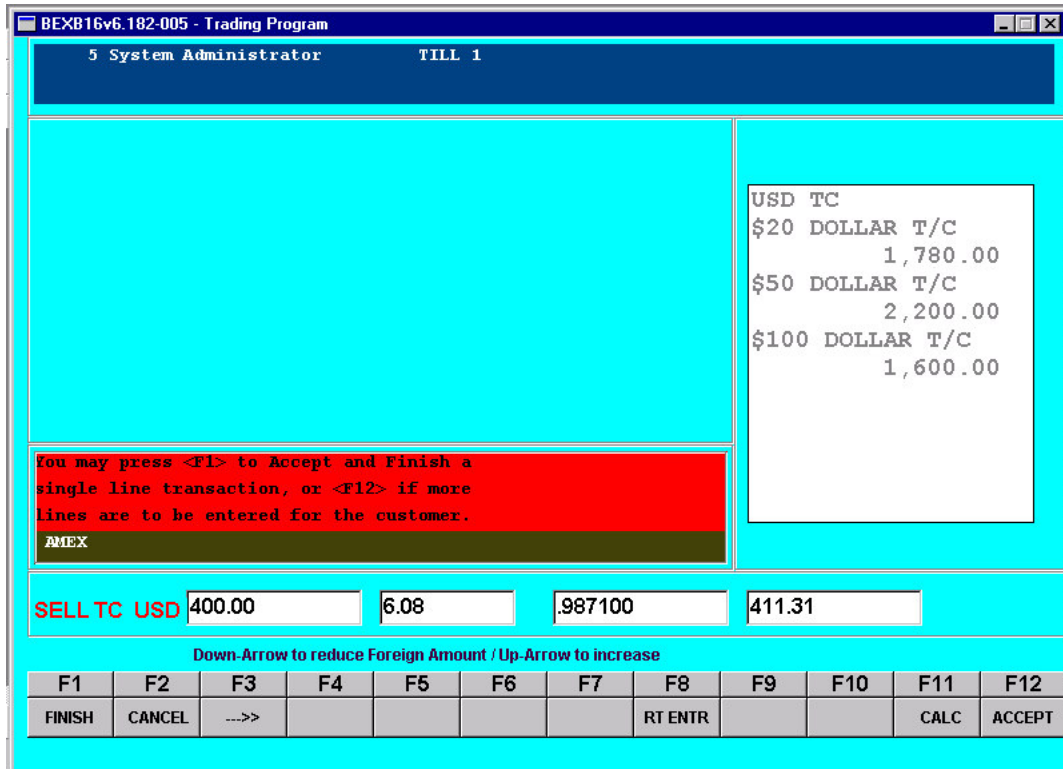 BEXB16v6.182-005 - Trading Program
5 System Administrator TILL 1
USD TC
$20 DOLLAR T/C
1,780.00
$50 DOLLAR T/C
2,200.00
$100 DOLLAR T/C
1,600.00
You may press <F1> to Accept and Finish a
single line transaction, or <F12> if more
lines are to be entered for the customer.
AMEX
SELL TC USD 400.00 6.08 .987100 411.31
Down-Arrow to reduce Foreign Amount / Up-Arrow to increase
F1 F2 F3 F4 F5 F6 F7 F8 F9 F10 F11 F12
FINISH CANCEL --->> RT ENTR CALC ACCEPT